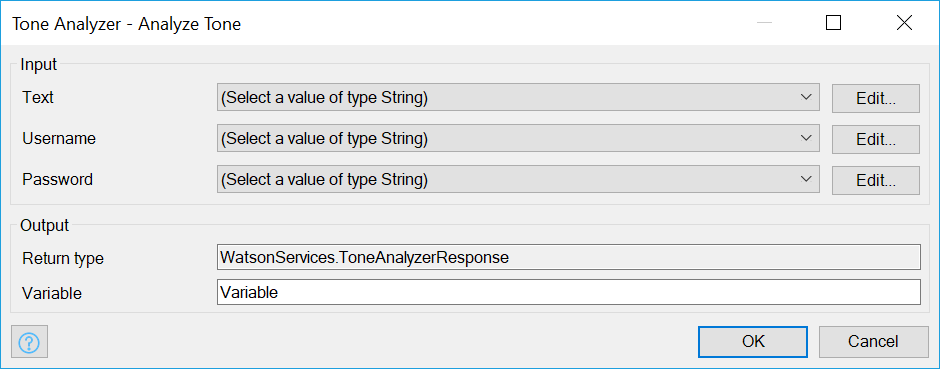 Tone Analyzer - Analyze Tone
Input
Text (Select a value of type String) Edit...
Username (Select a value of type String) Edit...
Password (Select a value of type String) Edit...
Output
Return type WatsonServices.ToneAnalyzerResponse
Variable Variable
? OK Cancel